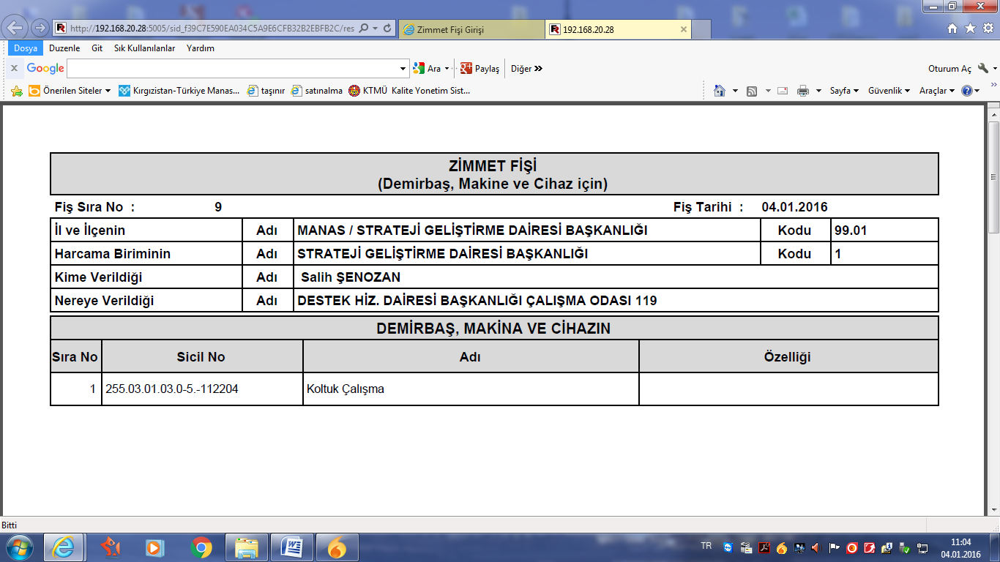 http://192.168.20.28:5005/sid_f39C7E590EA034C5A9E6CFB32B2EBFB2C/res
Zimmet Fişi Girişi
192.168.20.28
Dosya Duzenle Git Sık Kullanılanlar Yardım
x Google Ara Paylaş Diğer Oturum Aç
Önerilen Siteler Kırgızistan-Türkiye Manas... taşınır satınalma KTMÜ Kalite Yonetim Sist... Sayfa Güvenlik Araçlar
ZİMMET FİŞİ
(Demirbaş, Makine ve Cihaz için)
Fiş Sıra No : 9 Fiş Tarihi : 04.01.2016
İl ve İlçenin Adı MANAS / STRATEJİ GELİŞTİRME DAİRESİ BAŞKANLIĞI Kodu 99.01
Harcama Biriminin Adı STRATEJİ GELİŞTİRME DAİRESİ BAŞKANLIĞI Kodu 1
Kime Verildiği Adı Salih ŞENOZAN
Nereye Verildiği Adı DESTEK HİZ. DAİRESİ BAŞKANLIĞI ÇALIŞMA ODASI 119
DEMİRBAŞ, MAKİNA VE CİHAZIN
Sıra No Sicil No Adı Özelliği
1 255.03.01.03.0-5.-112204 Koltuk Çalışma
Bitti
TR 11:04
04.01.2016